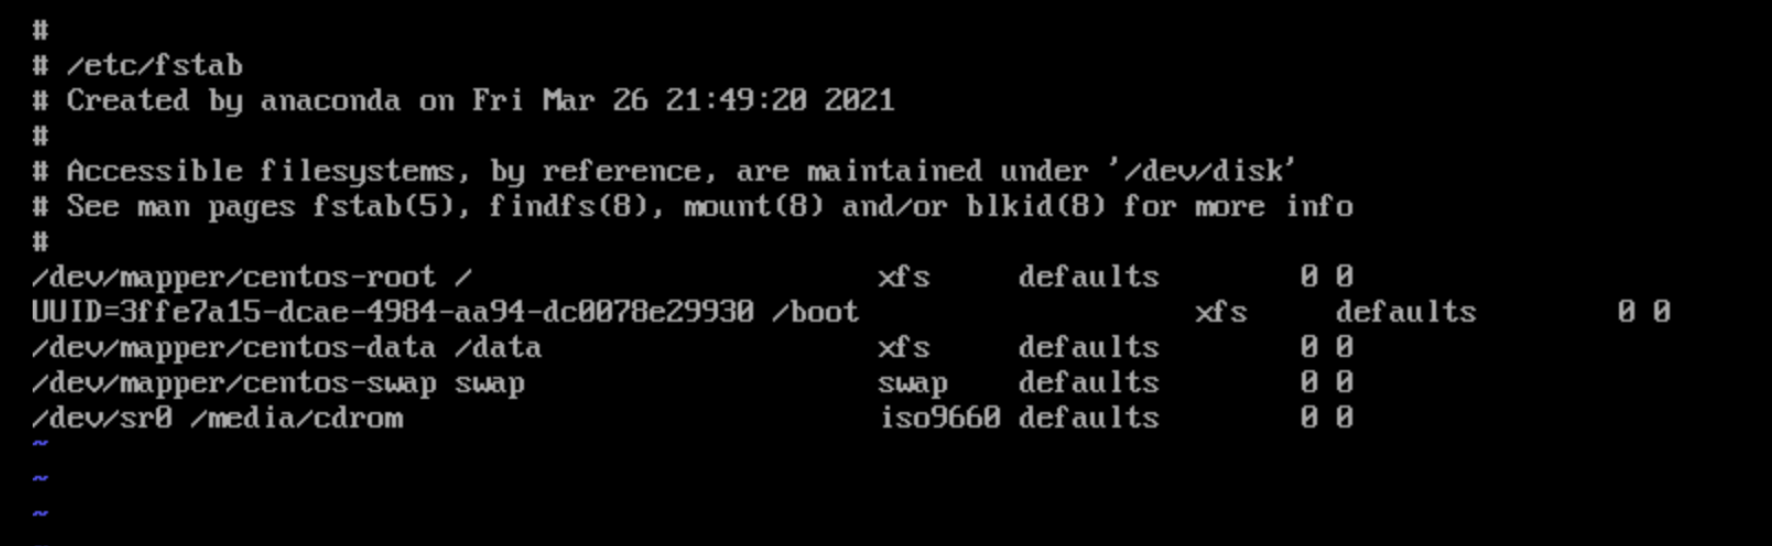 #
# /etc/fstab
# Created by anaconda on Fri Mar 26 21:49:20 2021
#
# Accessible filesystems, by reference, are maintained under '/dev/disk'
# See man pages fstab(5), findfs(8), mount(8) and/or blkid(8) for more info
#
/dev/mapper/centos-root /                       xfs     defaults        0 0
UUID=3ffe7a15-dcae-4984-aa94-dc0078e29930 /boot                   xfs     defaults        0 0
/dev/mapper/centos-data /data                   xfs     defaults        0 0
/dev/mapper/centos-swap swap                    swap    defaults        0 0
/dev/sr0 /media/cdrom                           iso9660 defaults        0 0
~
~
~